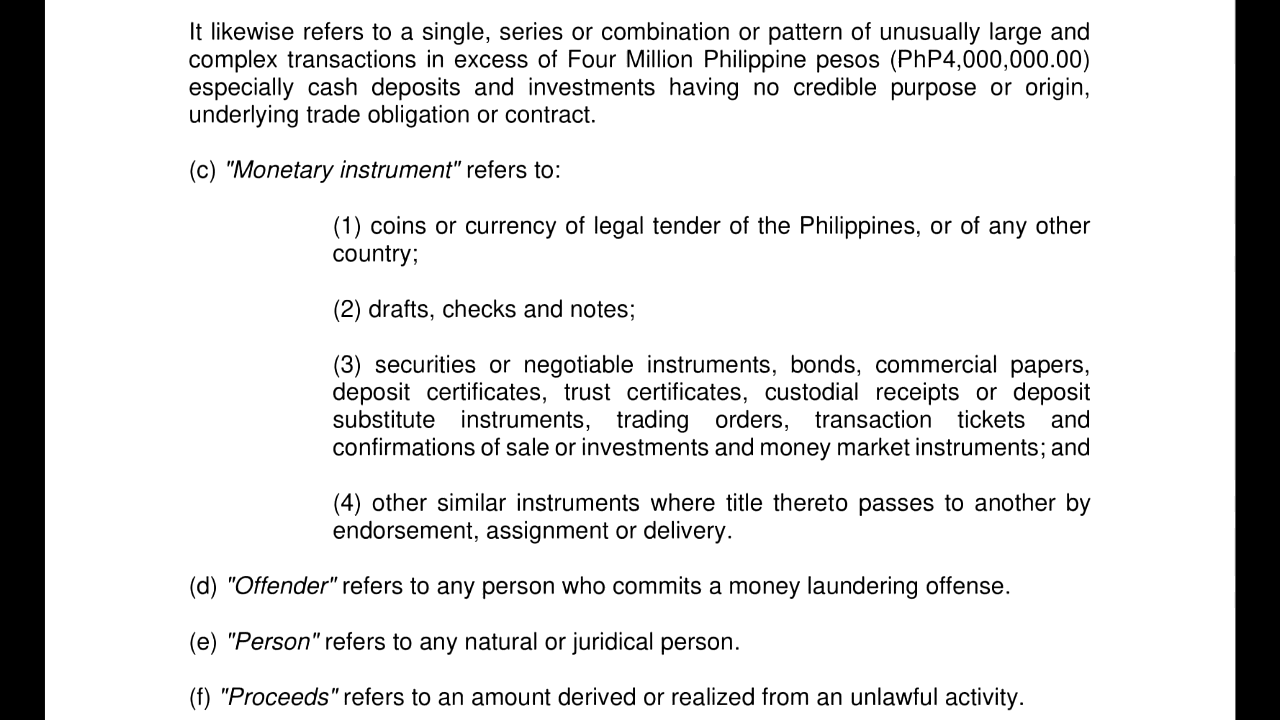 It likewise refers to a single, series or combination or pattern of unusually large and
complex transactions in excess of Four Million Philippine pesos (PhP4,000,000.00)
especially cash deposits and investments having no credible purpose or origin,
underlying trade obligation or contract.
(c) "Monetary instrument" refers to:
(1) coins or currency of legal tender of the Philippines, or of any other
country;
(2) drafts, checks and notes;
(3) securities or negotiable instruments, bonds, commercial papers,
deposit certificates, trust certificates, custodial receipts or deposit
substitute instruments, trading orders, transaction tickets and
confirmations of sale or investments and money market instruments; and
(4) other similar instruments where title thereto passes to another by
endorsement, assignment or delivery.
(d) "Offender" refers to any person who commits a money laundering offense.
(e) "Person" refers to any natural or juridical person.
(f) "Proceeds" refers to an amount derived or realized from an unlawful activity.